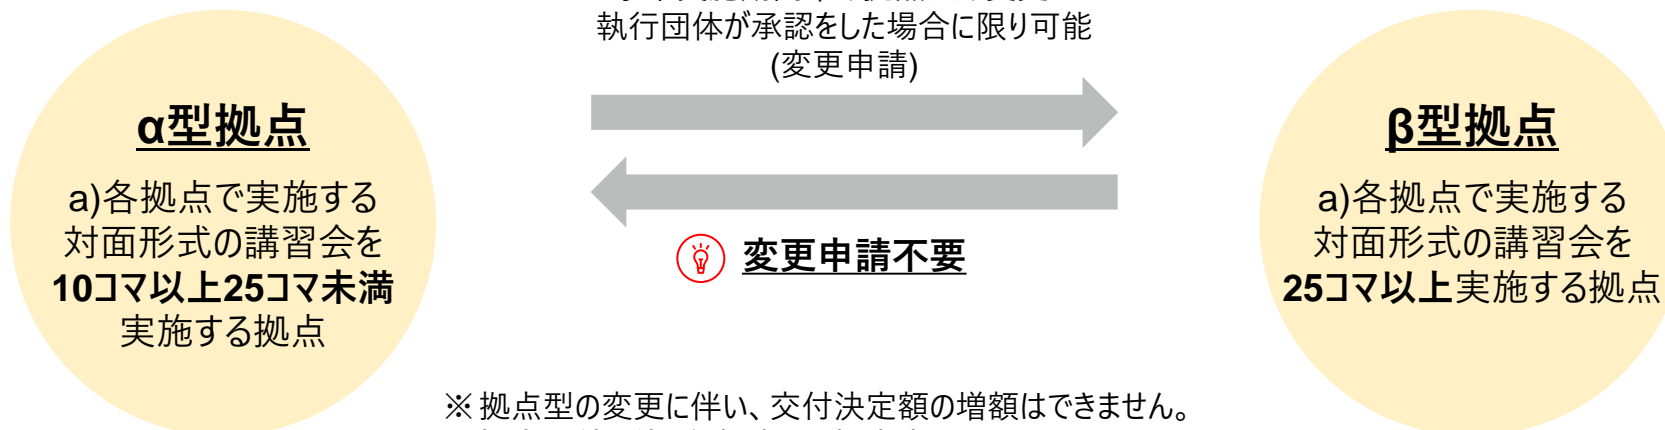 執行団体が承認をした場合に限り可能
(変更申請)
α型拠点
a)各拠点で実施する
対面形式の講習会を
10コマ以上25コマ未満
実施する拠点
変更申請不要
β型拠点
a)各拠点で実施する
対面形式の講習会を
25コマ以上実施する拠点
※拠点型の変更に伴い、交付決定額の増額はできません。